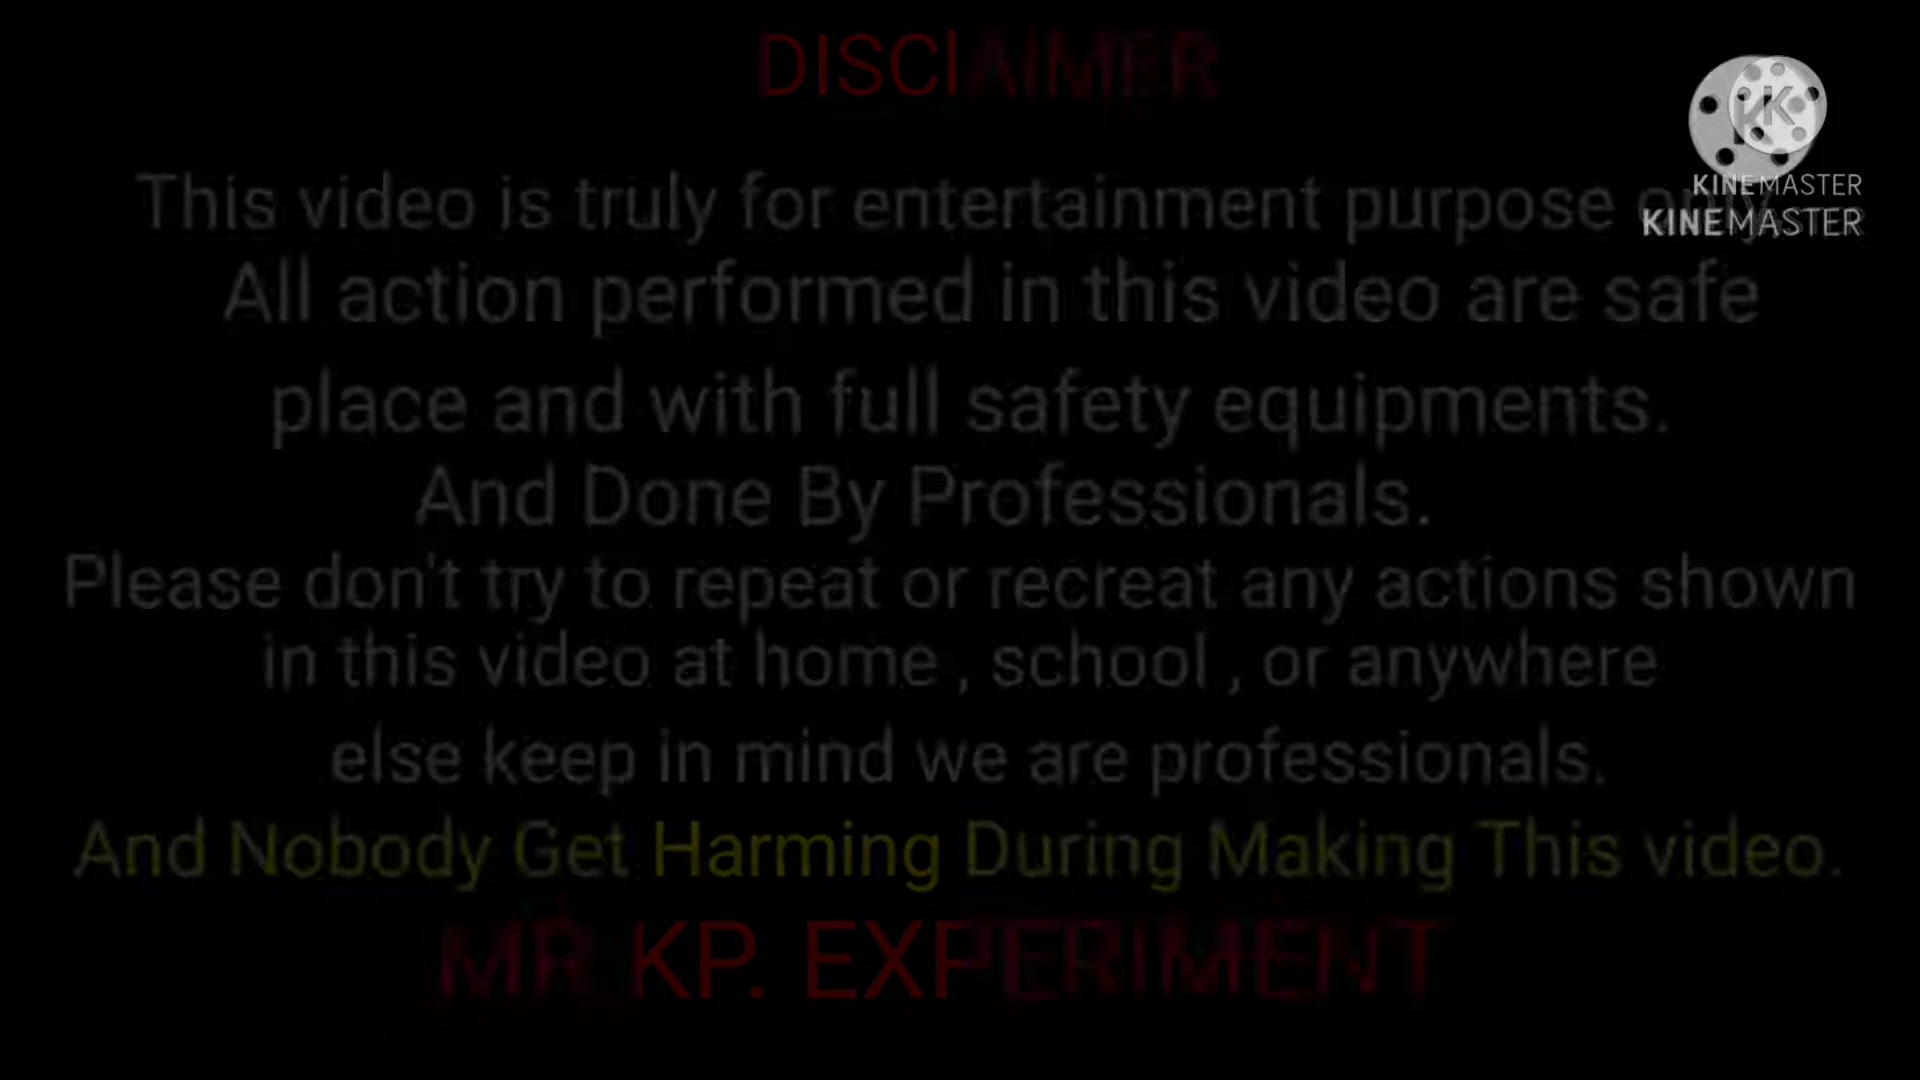 DISClAIMER
This video is truly for entertainment purpose only,
All action performed in this video are safe
place and with full safety equipments.
And Done By Professionals.
Please don't try to repeat or recreat any actions shown
in this video at home , school , or anywhere
else keep in mind we are professionals.
And Nobody Get Harming During Making This video.
MR KP. EXPERIMENT
KINEMASTER
KINEMASTER